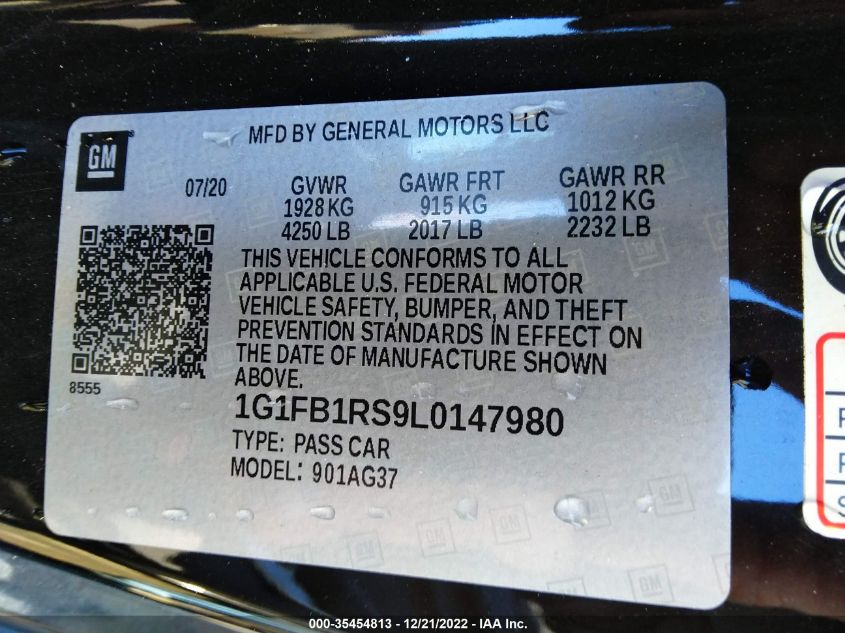 MFD BY GENERAL MOTORS LLC
GM
07/20 GVWR GAWR FRT GAWR RR
1928 KG 915 KG 1012 KG
4250 LB 2017 LB 2232 LB
THIS VEHICLE CONFORMS TO ALL
APPLICABLE U.S. FEDERAL MOTOR
VEHICLE SAFETY, BUMPER, AND THEFT
PREVENTION STANDARDS IN EFFECT ON
THE DATE OF MANUFACTURE SHOWN
ABOVE.
8555
1G1FB1RS9L0147980
TYPE: PASS CAR
MODEL: 901AG37
000-35454813 - 12/21/2022 - IAA Inc.